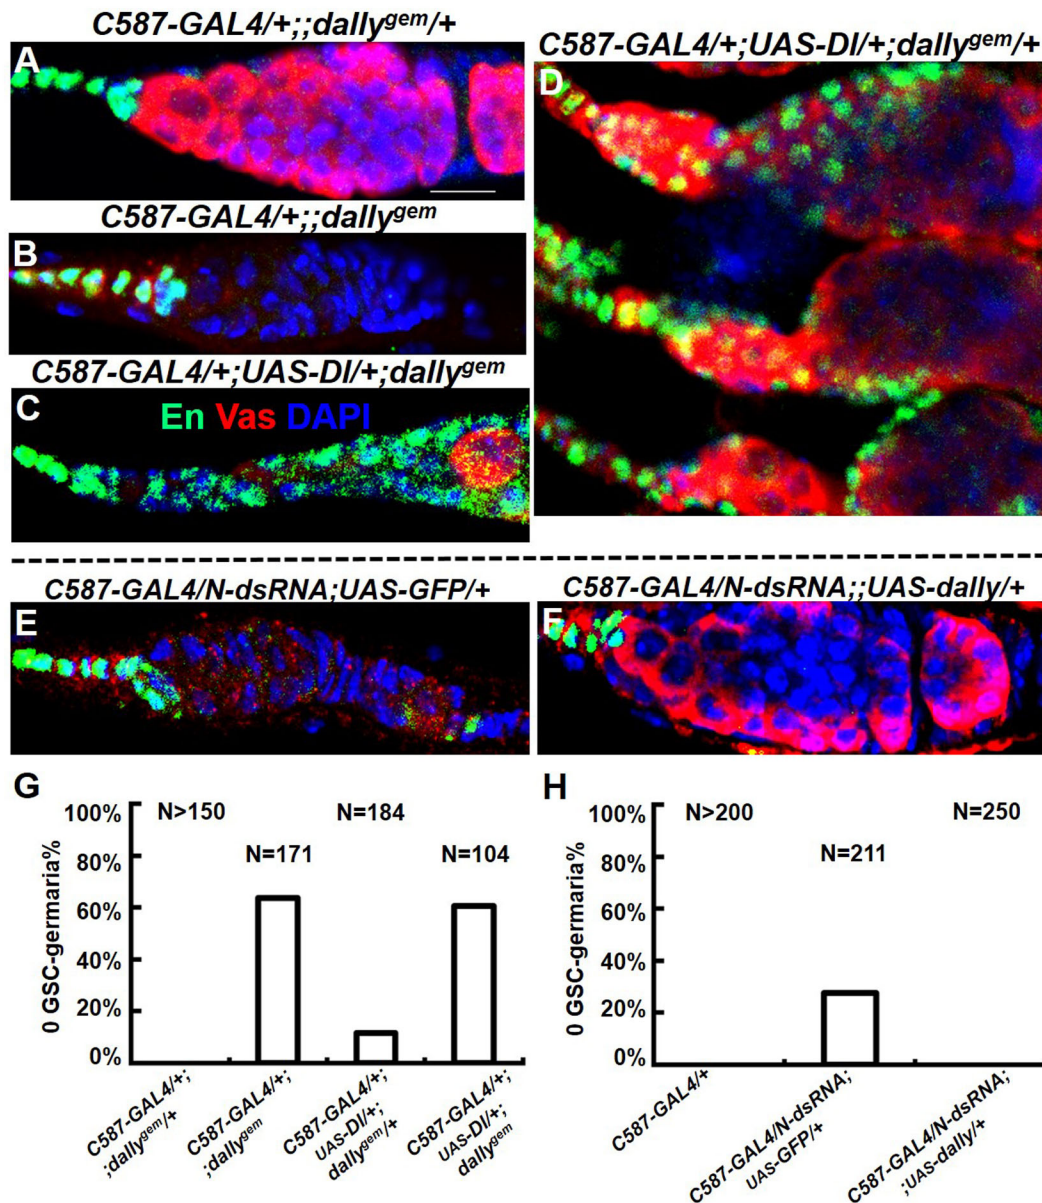 C587-GAL4/+;;dally^gem/+
A
C587-GAL4/+;;dally^gem
B
C587-GAL4/+;UAS-Dl/+;dally^gem
C
En Vas DAPI
C587-GAL4/+;UAS-Dl/+;dally^gem/+
D
C587-GAL4/N-dsRNA;UAS-GFP/+
E
C587-GAL4/N-dsRNA;;UAS-dally/+
F
G
0 GSC-germaria%
100%
80%
60%
40%
20%
0%
N>150
N=171
N=184
N=104
C587-GAL4/+;
;dally^gem/+
C587-GAL4/+;
;dally^gem
C587-GAL4/+;
UAS-Dl/+;
dally^gem/+
C587-GAL4/+;
UAS-Dl/+;
dally^gem
H
0 GSC-germaria%
100%
80%
60%
40%
20%
0%
N>200
N=211
N=250
C587-GAL4/+
C587-GAL4/N-dsRNA;
UAS-GFP/+
C587-GAL4/N-dsRNA;
;UAS-dally/+